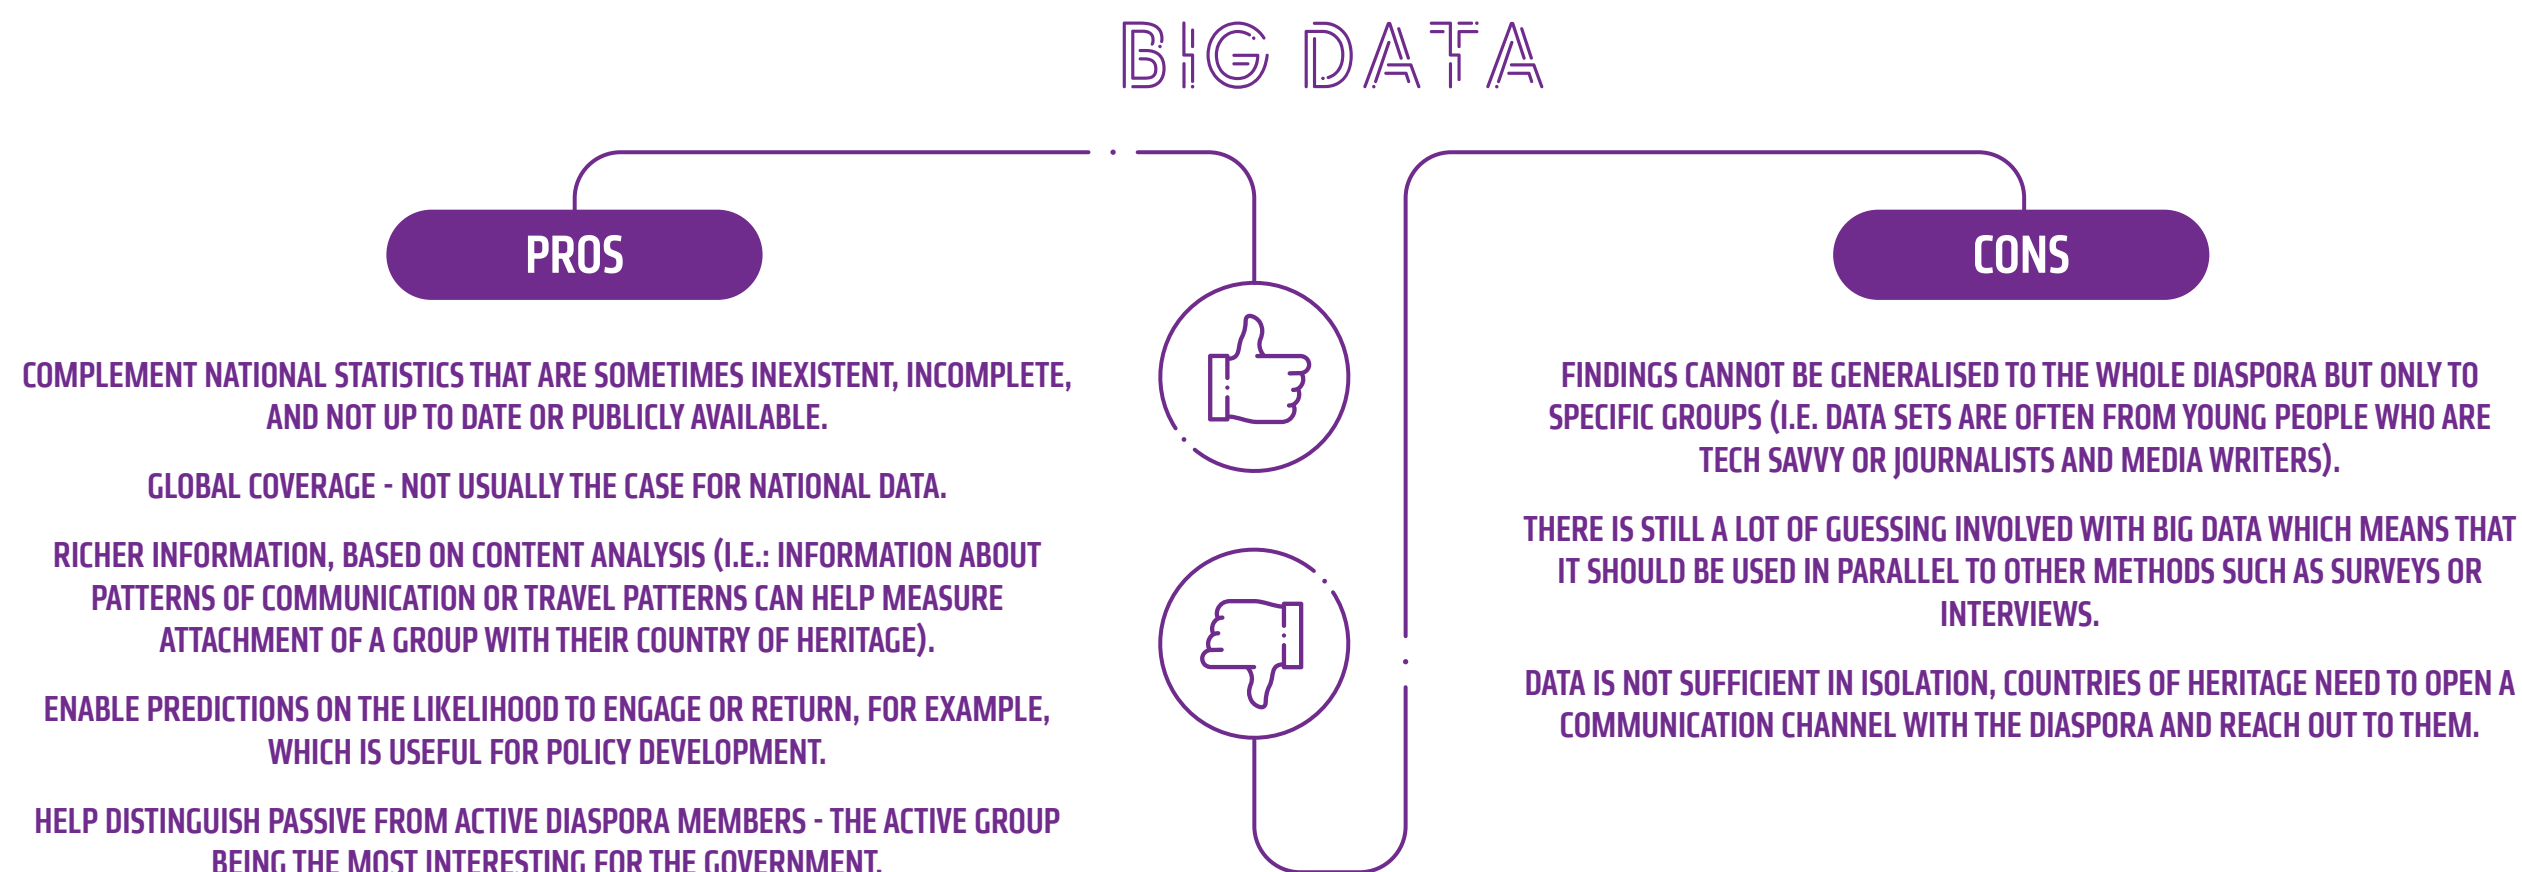 BIG DATA
PROS
COMPLEMENT NATIONAL STATISTICS THAT ARE SOMETIMES INEXISTENT, INCOMPLETE,
AND NOT UP TO DATE OR PUBLICLY AVAILABLE.
GLOBAL COVERAGE - NOT USUALLY THE CASE FOR NATIONAL DATA.
RICHER INFORMATION, BASED ON CONTENT ANALYSIS (I.E.: INFORMATION ABOUT
PATTERNS OF COMMUNICATION OR TRAVEL PATTERNS CAN HELP MEASURE
ATTACHMENT OF A GROUP WITH THEIR COUNTRY OF HERITAGE).
ENABLE PREDICTIONS ON THE LIKELIHOOD TO ENGAGE OR RETURN, FOR EXAMPLE,
WHICH IS USEFUL FOR POLICY DEVELOPMENT.
HELP DISTINGUISH PASSIVE FROM ACTIVE DIASPORA MEMBERS - THE ACTIVE GROUP
BEING THE MOST INTERESTING FOR THE GOVERNMENT.
CONS
FINDINGS CANNOT BE GENERALISED TO THE WHOLE DIASPORA BUT ONLY TO
SPECIFIC GROUPS (I.E. DATA SETS ARE OFTEN FROM YOUNG PEOPLE WHO ARE
TECH SAVVY OR JOURNALISTS AND MEDIA WRITERS).
THERE IS STILL A LOT OF GUESSING INVOLVED WITH BIG DATA WHICH MEANS THAT
IT SHOULD BE USED IN PARALLEL TO OTHER METHODS SUCH AS SURVEYS OR
INTERVIEWS.
DATA IS NOT SUFFICIENT IN ISOLATION, COUNTRIES OF HERITAGE NEED TO OPEN A
COMMUNICATION CHANNEL WITH THE DIASPORA AND REACH OUT TO THEM.